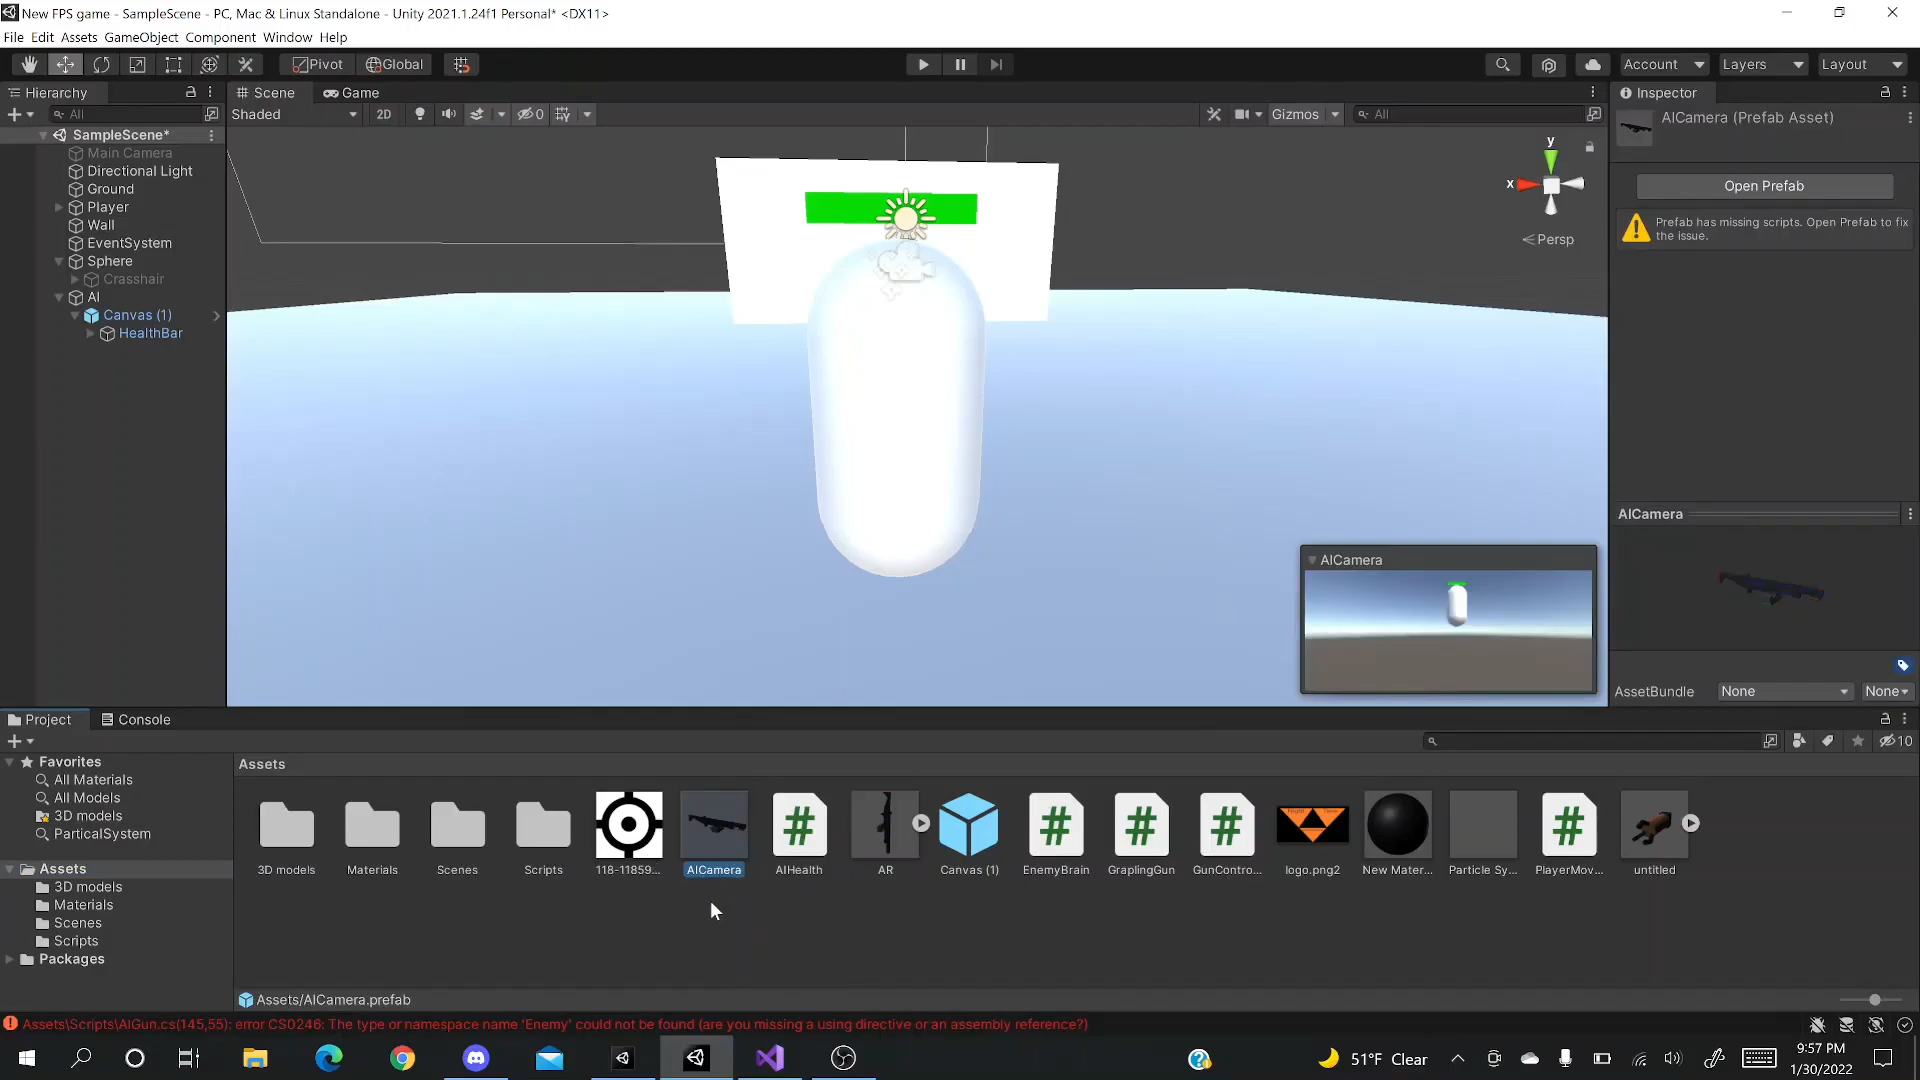 New FPS game - SampleScene - PC, Mac & Linux Standalone - Unity 2021.1.24f1 Personal* <DX11>
File Edit Assets GameObject Component Window Help
Pivot Global Account Layers Layout
Hierarchy Scene Game Inspector
All Shaded 2D 0 Gizmos All
AICamera (Prefab Asset)
SampleScene*
Main Camera
Directional Light
Ground
Player
Wall
EventSystem
Sphere
Crasshair
AI
Canvas (1)
HealthBar
y
x
Persp
Open Prefab
Prefab has missing scripts. Open Prefab to fix
the issue.
AICamera
AICamera
AssetBundle None None
Project Console
10
Favorites
All Materials
All Models
3D models
ParticalSystem
Assets
3D models
Materials
Scenes
Scripts
Packages
Assets
3D models Materials Scenes Scripts 118-11859... AICamera AIHealth AR Canvas (1) EnemyBrain GraplingGun GunContro... logo.png2 New Mater... Particle Sy... PlayerMov... untitled
Assets/AICamera.prefab
Assets\Scripts\AIGun.cs(145,55): error CS0246: The type or namespace name 'Enemy' could not be found (are you missing a using directive or an assembly reference?)
51°F Clear
9:57 PM
1/30/2022